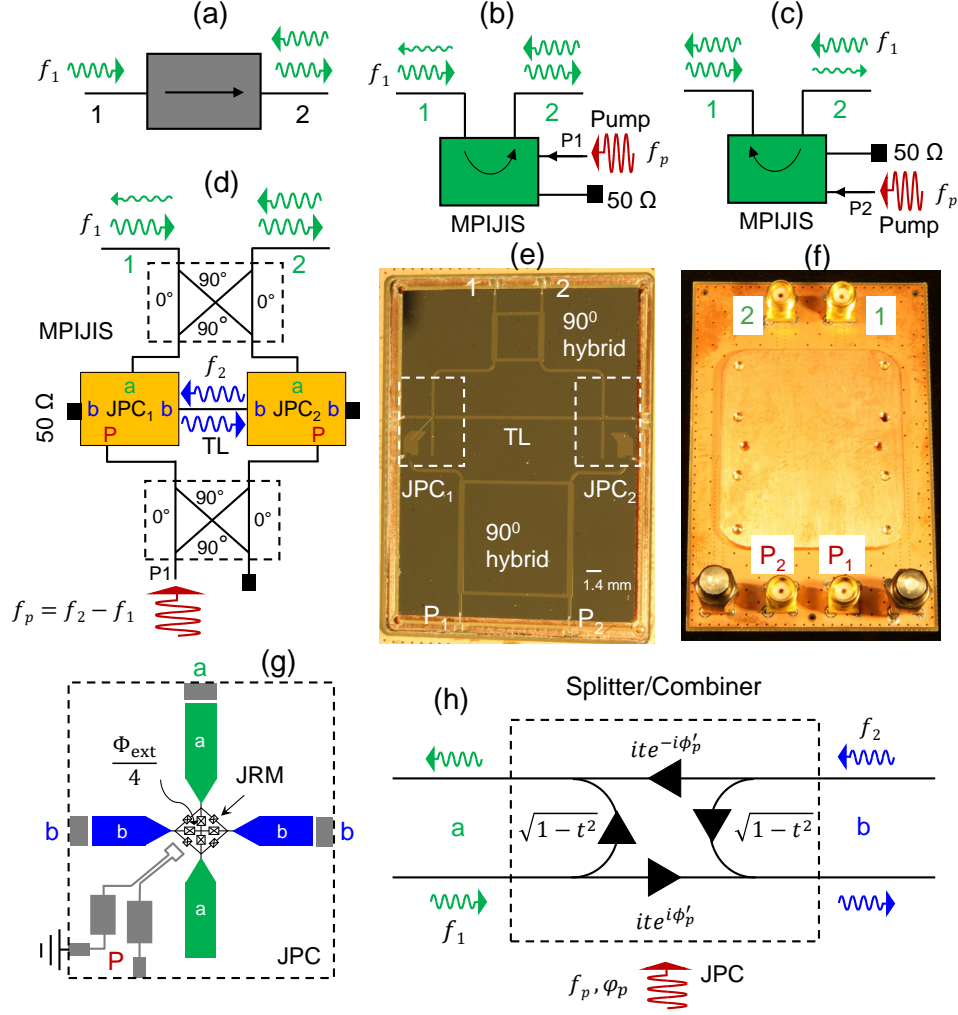 (a)
f₁
1
2
(b)
f₁
1
2
Pump
P1
fₚ
50 Ω
MPIJIS
(c)
f₁
1
2
50 Ω
P2
fₚ
MPIJIS
Pump
(d)
f₁
1
2
0°
90°
90°
0°
MPIJIS
f₂
a
a
50 Ω
b
JPC₁
b
b
JPC₂
b
P
P
TL
0°
90°
90°
0°
P1
fₚ = f₂ − f₁
(e)
1
2
90⁰
hybrid
TL
JPC₁
JPC₂
90⁰
hybrid
1.4 mm
P₁
P₂
(f)
2
1
P₂
P₁
(g)
a
a
Φext/4
JRM
b
b
b
b
a
P
JPC
(h)
Splitter/Combiner
ite^{-iϕ′ₚ}
f₂
a
√1 − t²
√1 − t²
b
f₁
ite^{iϕ′ₚ}
fₚ, φₚ
JPC